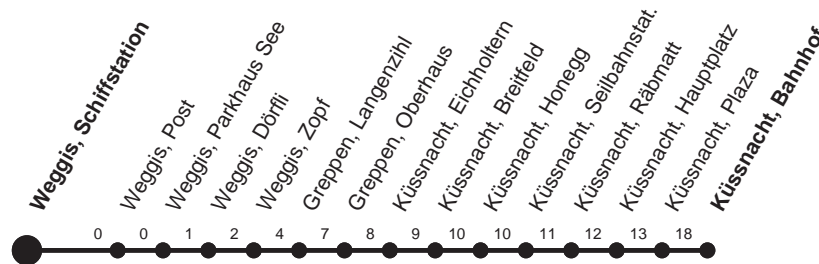 Weggis, Schiffstation
Weggis, Post
Weggis, Parkhaus See
Weggis, Dörfli
Weggis, Zopf
Greppen, Langenzihl
Greppen, Oberhaus
Küssnacht, Eichholtern
Küssnacht, Breitfeld
Küssnacht, Honegg
Küssnacht, Seilbahnstat.
Küssnacht, Räbmatt
Küssnacht, Hauptplatz
Küssnacht, Plaza
Küssnacht, Bahnhof
0 0 1 2 4 7 8 9 10 10 11 12 13 18